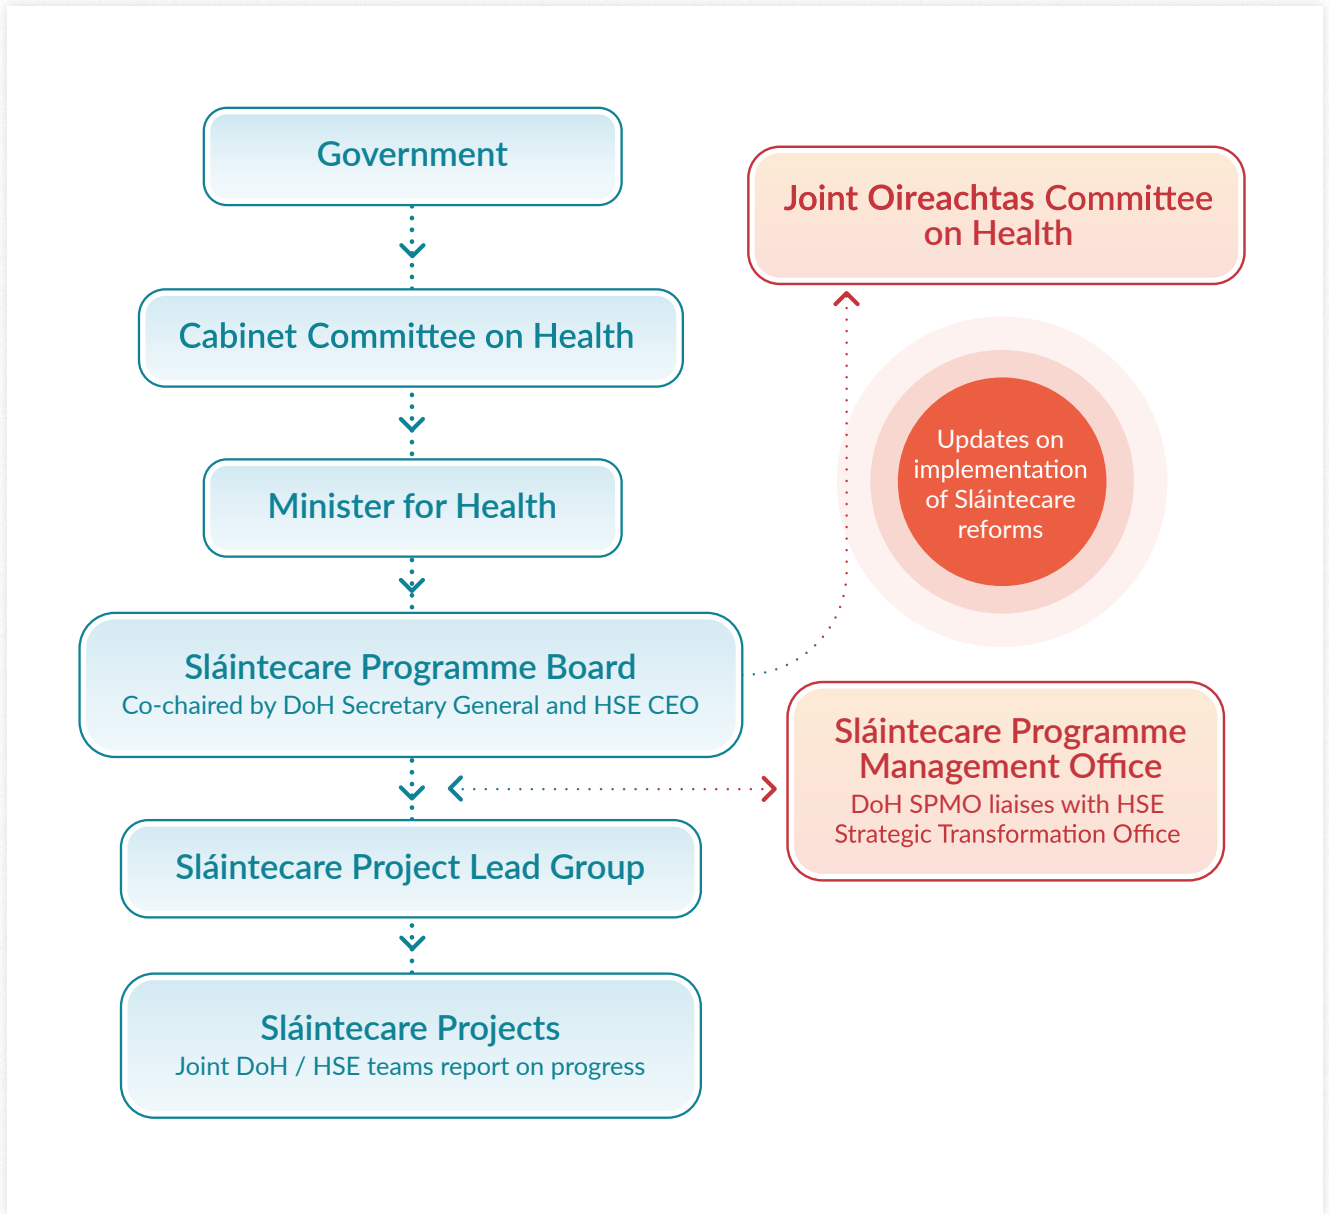 Government
Cabinet Committee on Health
Minister for Health
Sláintecare Programme Board
Co-chaired by DoH Secretary General and HSE CEO
Sláintecare Project Lead Group
Sláintecare Projects
Joint DoH / HSE teams report on progress
Joint Oireachtas Committee
on Health
Updates on
implementation
of Sláintecare
reforms
Sláintecare Programme
Management Office
DoH SPMO liaises with HSE
Strategic Transformation Office